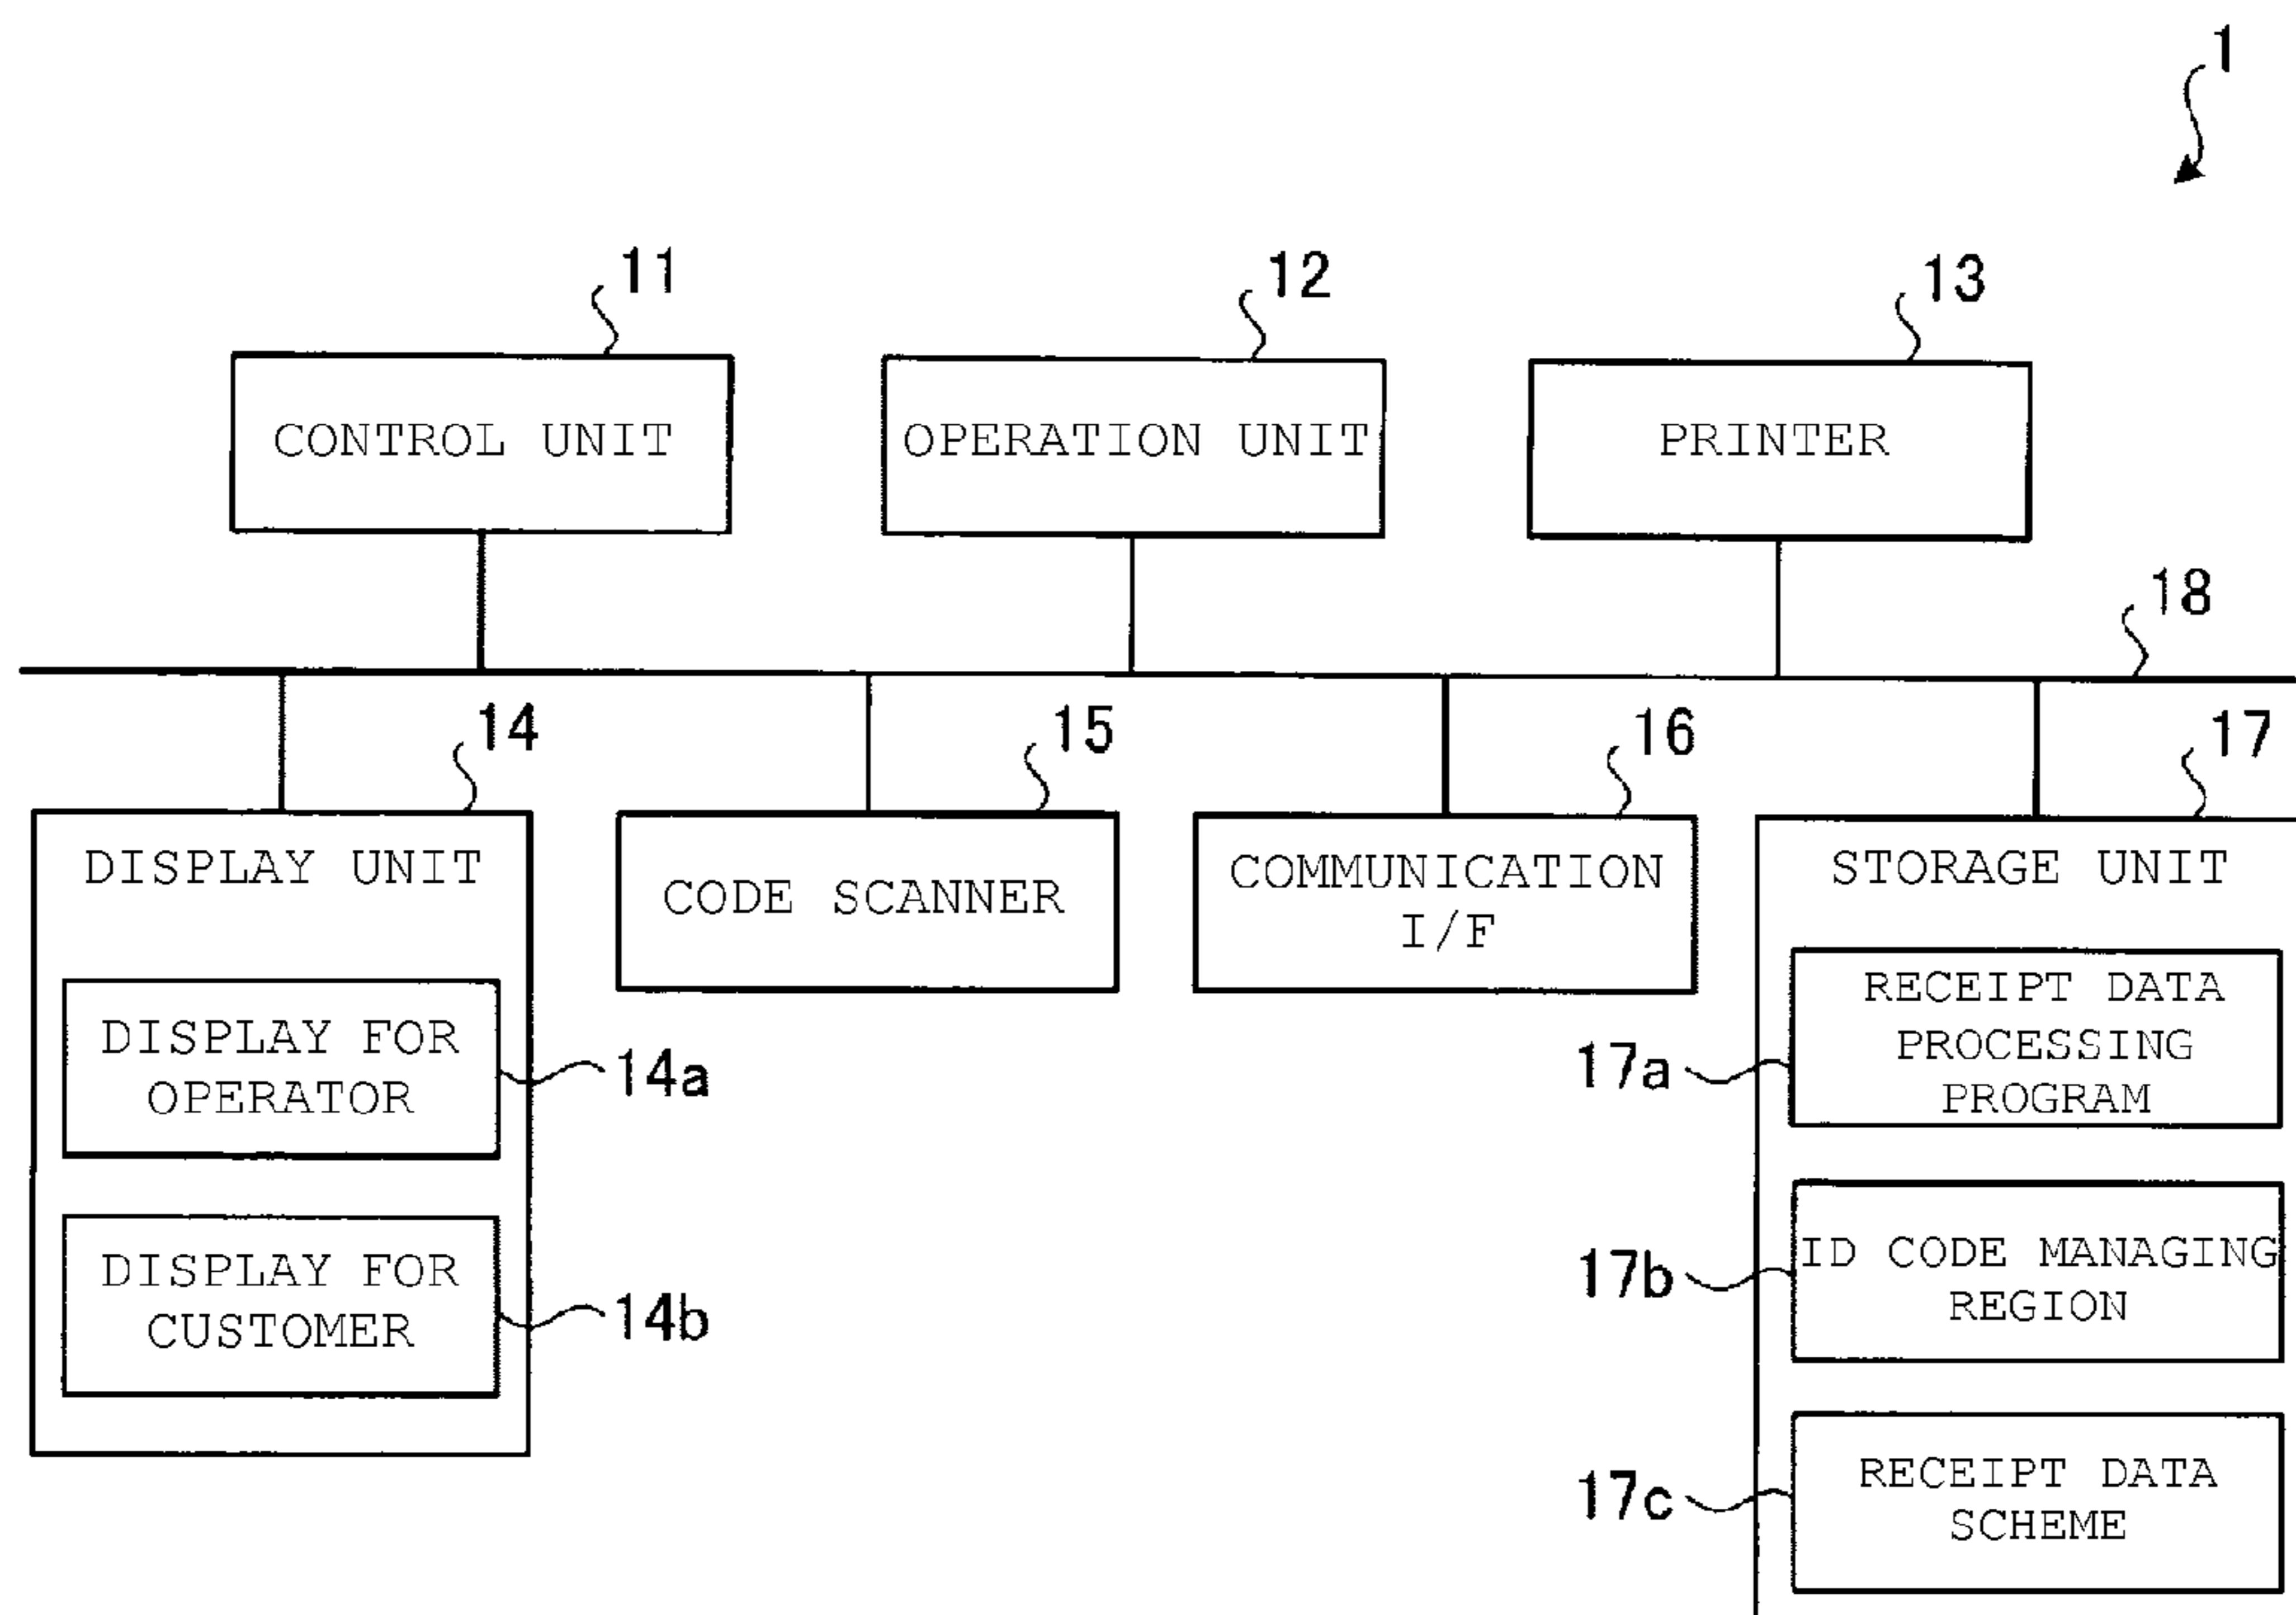 1
11
12
13
CONTROL UNIT
OPERATION UNIT
PRINTER
18
14
15
16
17
DISPLAY UNIT
CODE SCANNER
COMMUNICATION
I/F
STORAGE UNIT
DISPLAY FOR
OPERATOR
14a
DISPLAY FOR
CUSTOMER
14b
17a
RECEIPT DATA
PROCESSING
PROGRAM
17b
ID CODE MANAGING
REGION
17c
RECEIPT DATA
SCHEME